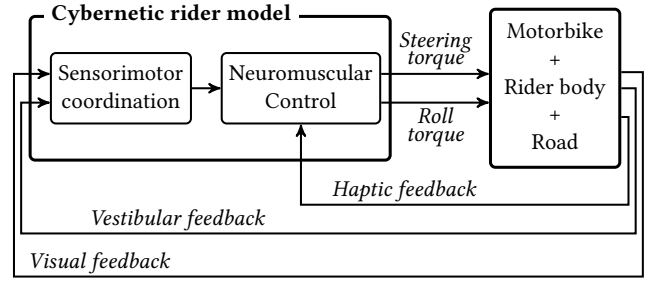 Cybernetic rider model
Sensorimotor
coordination
Neuromuscular
Control
Steering
torque
Roll
torque
Motorbike
+
Rider body
+
Road
Haptic feedback
Vestibular feedback
Visual feedback